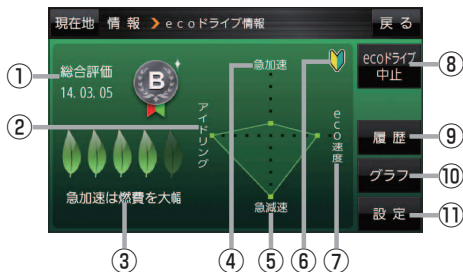 現在地 情報 > ecoドライブ情報 戻る
① 総合評価
14. 03. 05
B
② アイドリング
急加速は燃費を大幅
③
④ 急加速
⑤ 急減速
⑥
⑦ eco速度
⑧ ecoドライブ
中止
⑨ 履歴
⑩ グラフ
⑪ 設定